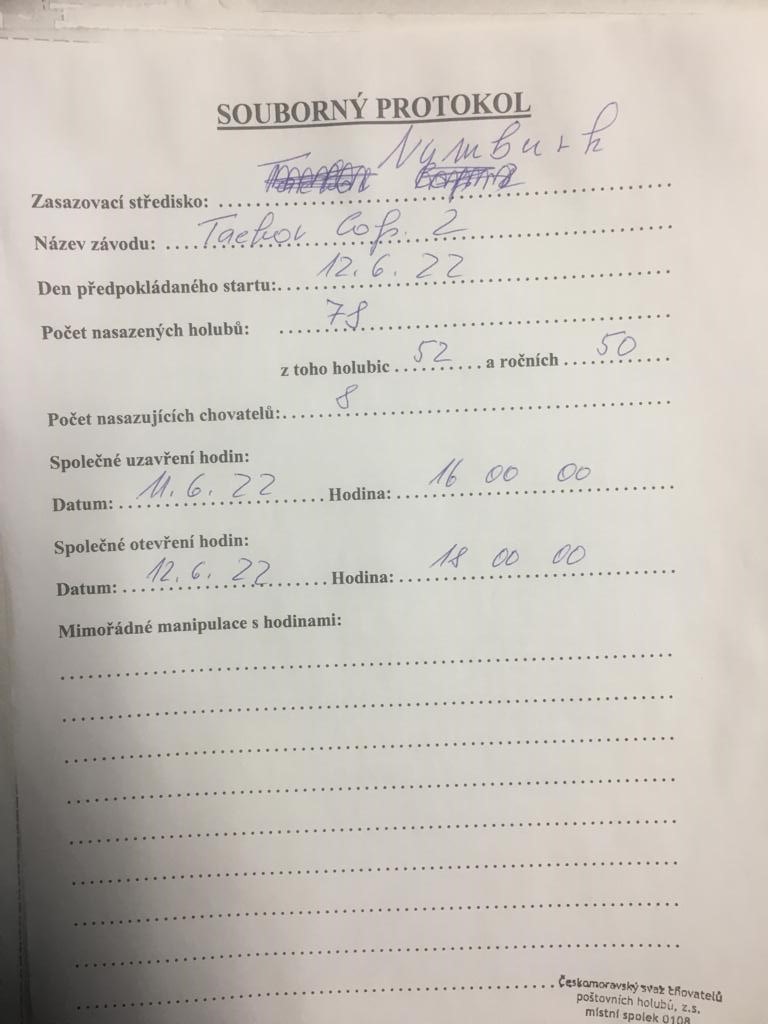 SOUBORNÝ PROTOKOL
Nymburk
Zasazovací středisko:
Název závodu: Tachov Cop. 2
Den předpokládaného startu: 12.6.22
Počet nasazených holubů: 78
z toho holubic 52 a ročních 50
Počet nasazujících chovatelů: 8
Společné uzavření hodin:
Datum: 11.6.22 Hodina: 16 00 00
Společné otevření hodin:
Datum: 12.6.22 Hodina: 18 00 00
Mimořádné manipulace s hodinami:
Českomoravský svaz chovatelů
poštovních holubů, z.s.
místní spolek 0108